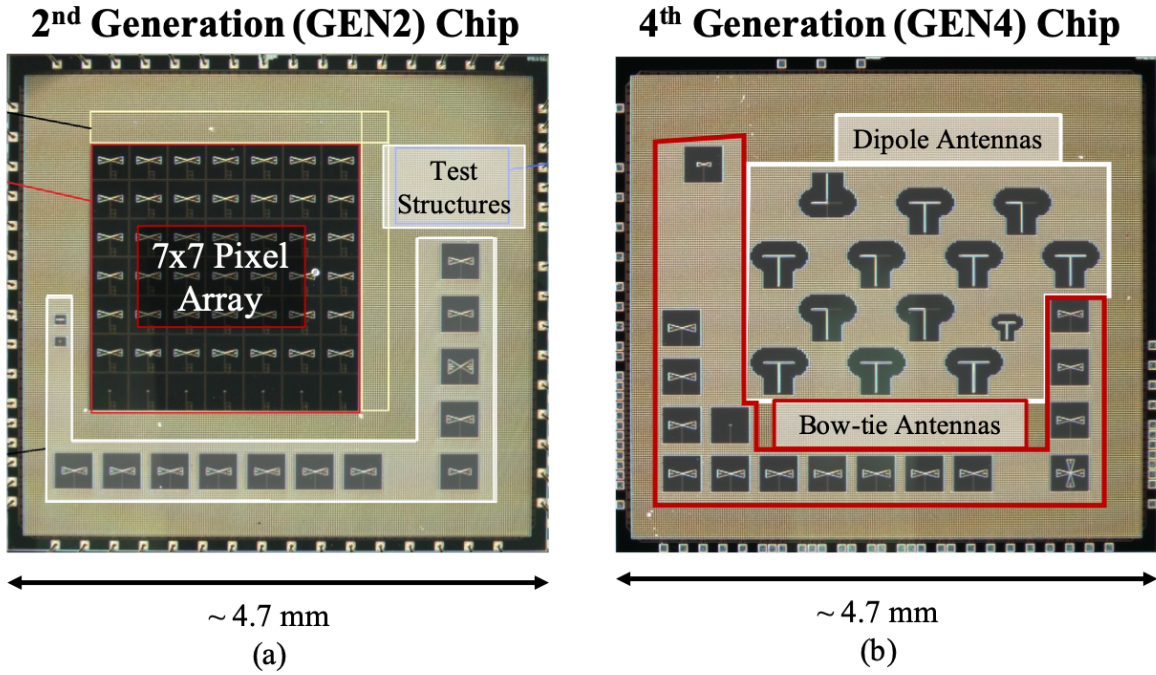 2nd Generation (GEN2) Chip
4th Generation (GEN4) Chip
Test
Structures
7x7 Pixel
Array
~ 4.7 mm
(a)
Dipole Antennas
Bow-tie Antennas
~ 4.7 mm
(b)